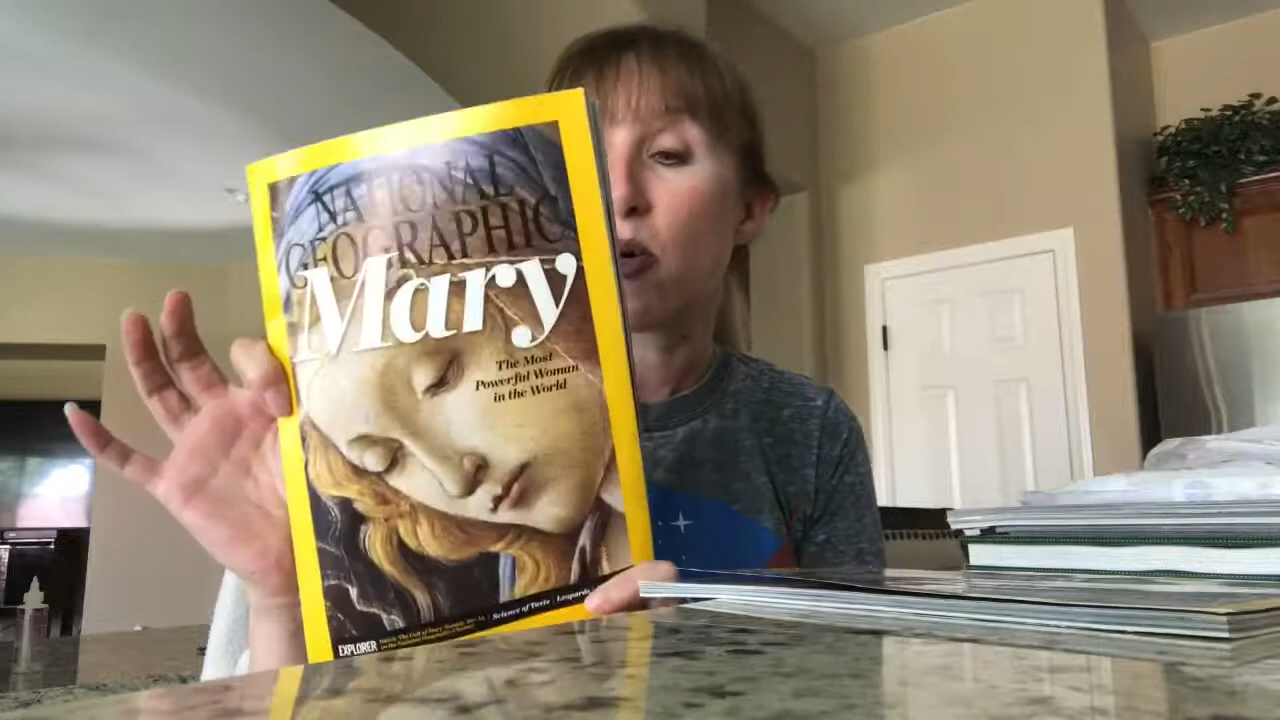 NATIONAL
GEOGRAPHIC
Mary
The Most
Powerful Woman
in the World
Science of Taste | Leopards
EXPLORER